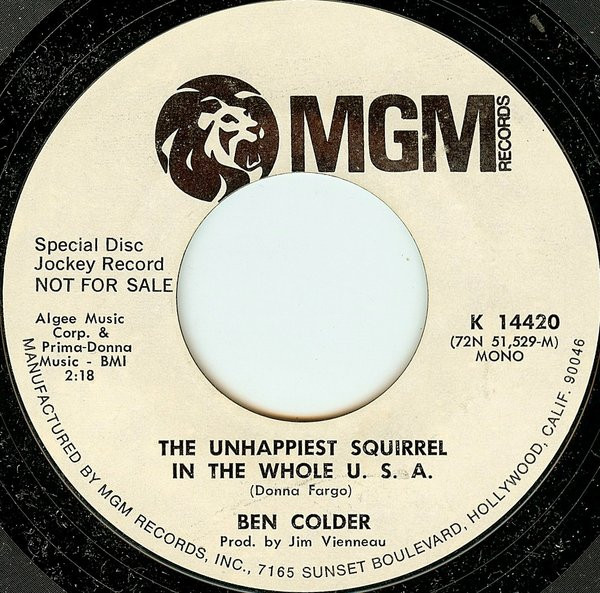 MGM
RECORDS
Special Disc
Jockey Record
NOT FOR SALE
Algee Music
Corp. &
Prima-Donna
Music - BMI
2:18
K 14420
(72N 51,529-M)
MONO
THE UNHAPPIEST SQUIRREL
IN THE WHOLE U. S. A.
(Donna Fargo)
BEN COLDER
Prod. by Jim Vienneau
MANUFACTURED BY MGM RECORDS, INC., 7165 SUNSET BOULEVARD, HOLLYWOOD, CALIF. 90046